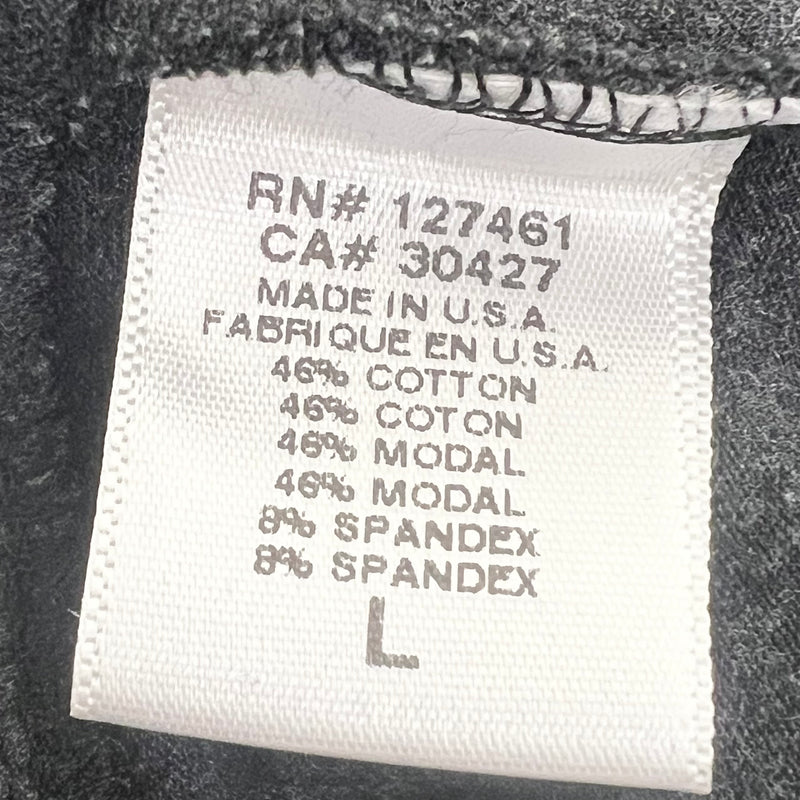 RN# 127461
CA# 30427
MADE IN U.S.A.
FABRIQUE EN U.S.A.
46% COTTON
46% COTON
46% MODAL
46% MODAL
8% SPANDEX
8% SPANDEX
L